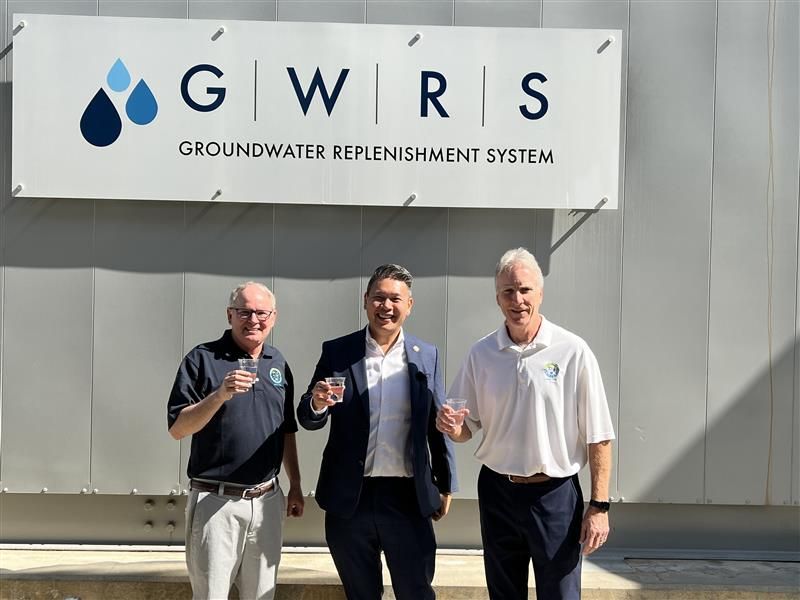 G | W | R | S
GROUNDWATER REPLENISHMENT SYSTEM